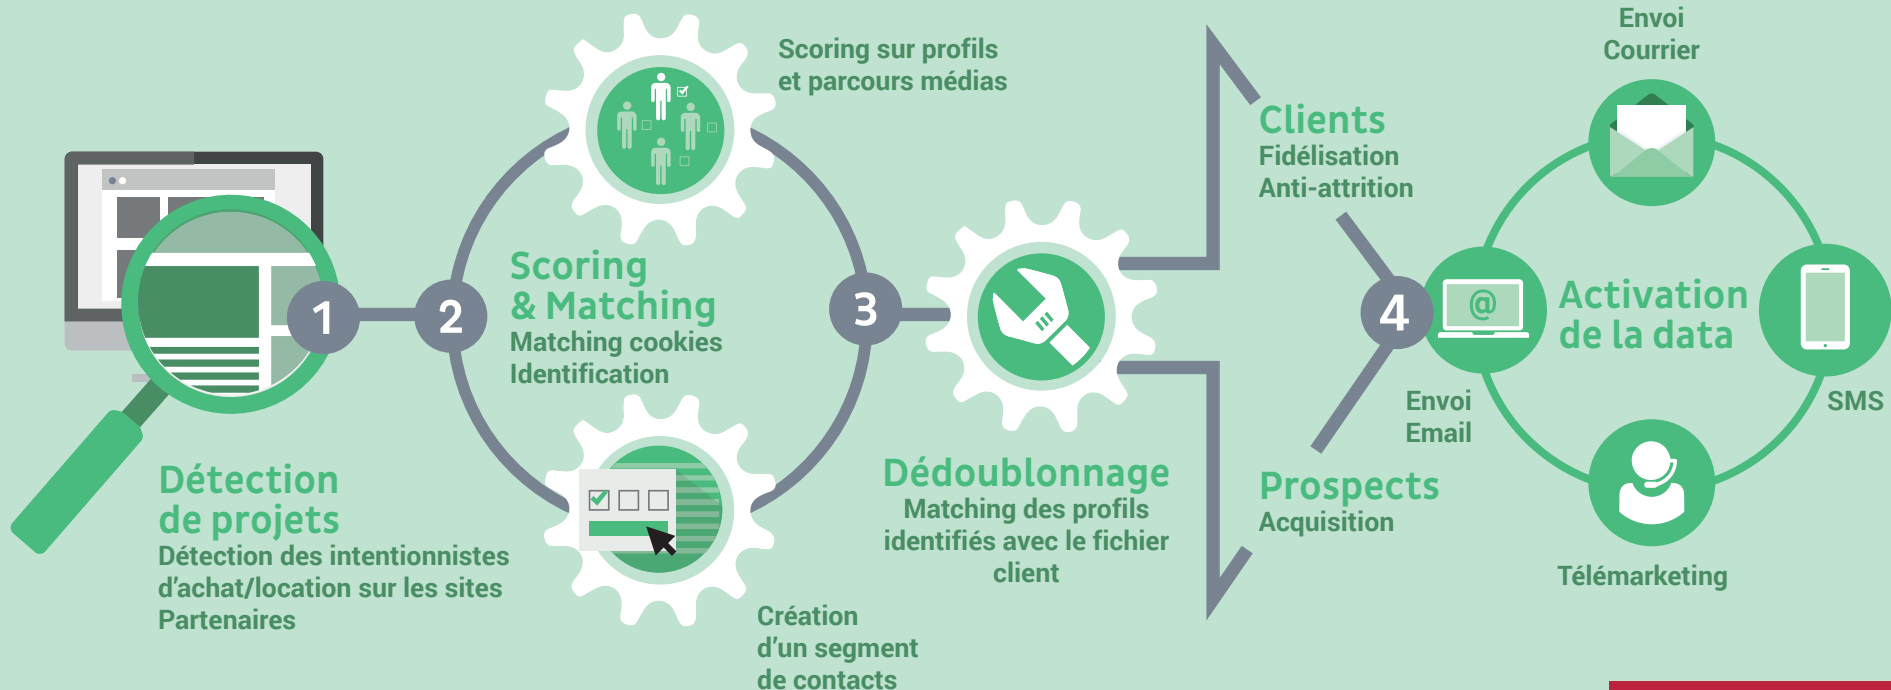 1
Détection
de projets
Détection des intentionnistes
d'achat/location sur les sites
Partenaires
2
Scoring
& Matching
Matching cookies
Identification
Scoring sur profils
et parcours médias
Création
d'un segment
de contacts
3
Dédoublonnage
Matching des profils
identifiés avec le fichier
client
Clients
Fidélisation
Anti-attrition
Prospects
Acquisition
4
Activation
de la data
Envoi
Courrier
@
Envoi
Email
SMS
Télémarketing